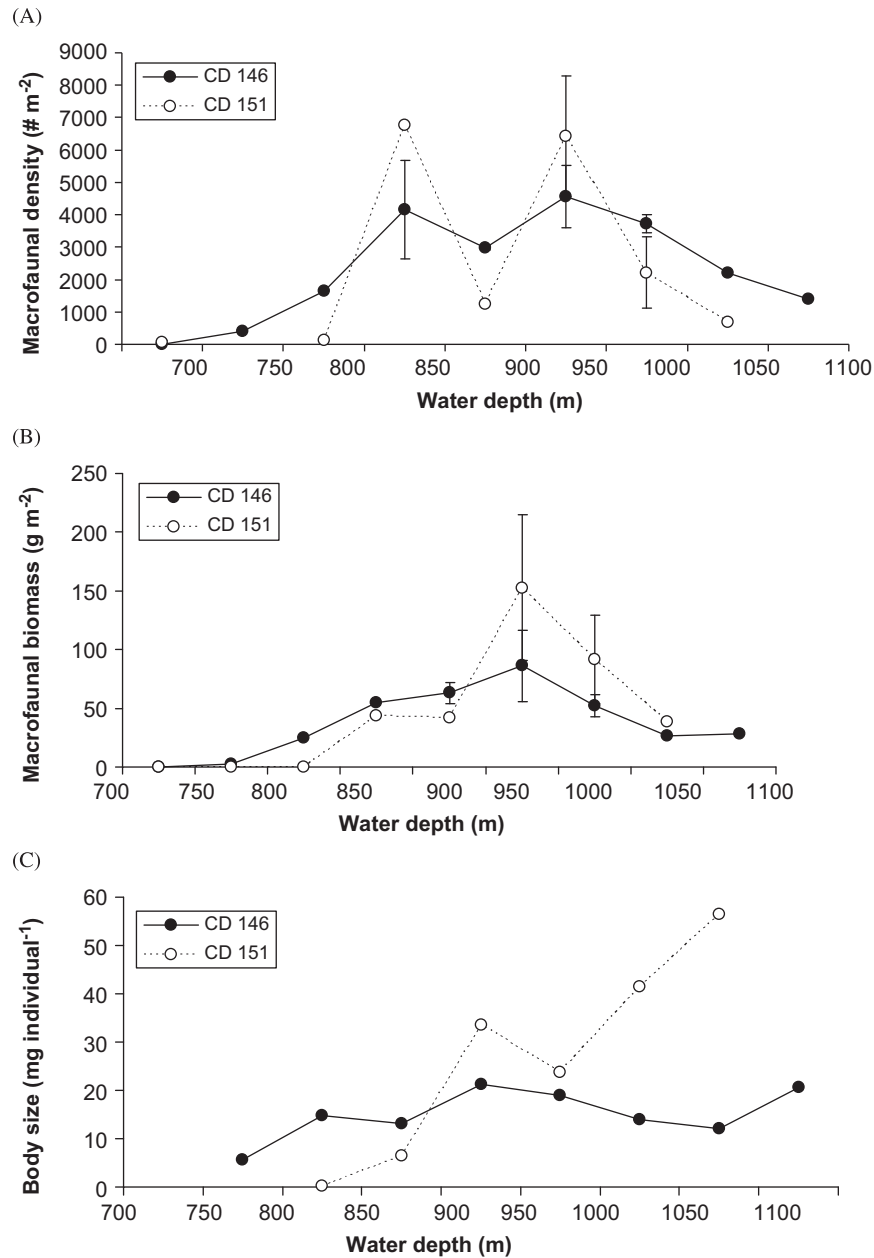 (A)
Macrofaunal density (# m-2)
9000
8000
7000
6000
5000
4000
3000
2000
1000
0
CD 146
CD 151
700 750 800 850 900 950 1000 1050 1100
Water depth (m)
(B)
Macrofaunal biomass (g m-2)
250
200
150
100
50
0
CD 146
CD 151
700 750 800 850 900 950 1000 1050 1100
Water depth (m)
(C)
Body size (mg individual-1)
60
50
40
30
20
10
0
CD 146
CD 151
700 750 800 850 900 950 1000 1050 1100
Water depth (m)